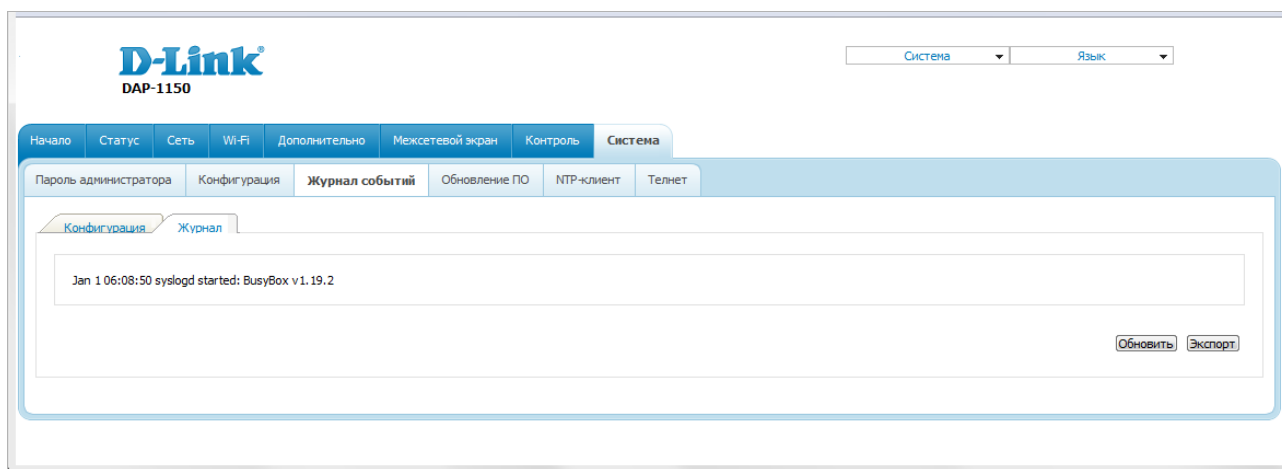 D-Link®
DAP-1150
Система Язык
Начало Статус Сеть Wi-Fi Дополнительно Межсетевой экран Контроль Система
Пароль администратора Конфигурация Журнал событий Обновление ПО NTP-клиент Телнет
Конфигурация Журнал
Jan 1 06:08:50 syslogd started: BusyBox v1.19.2
Обновить Экспорт